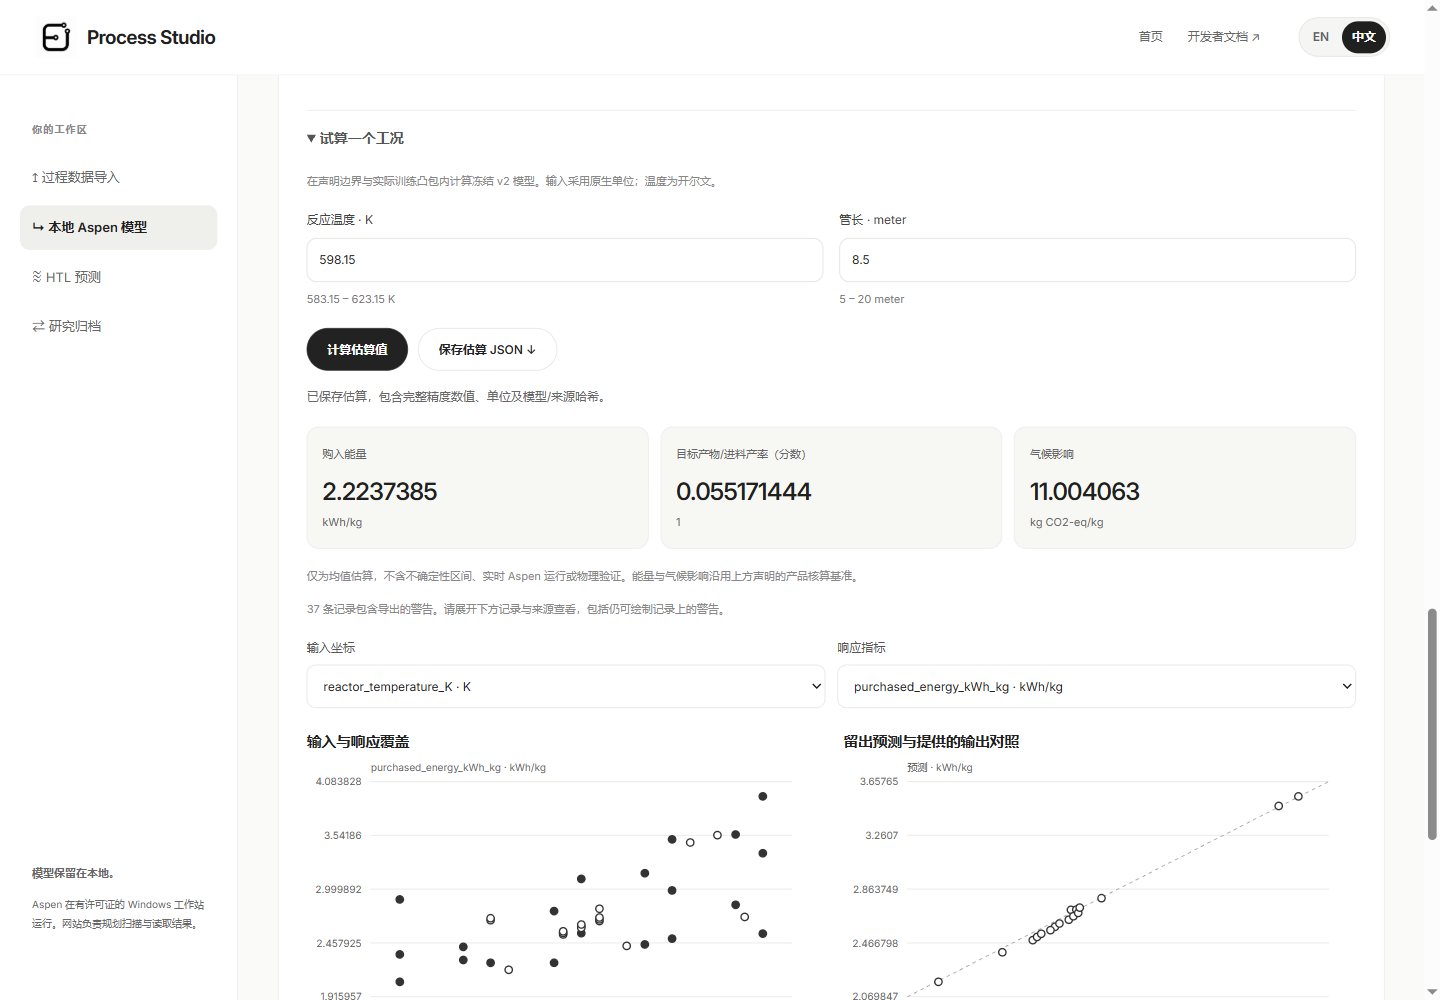 Process Studio
首页
开发者文档 ↗
EN
中文
你的工作区
↥ 过程数据导入
↳ 本地 Aspen 模型
≋ HTL 预测
⇄ 研究归档
模型保留在本地。
Aspen 在有许可证的 Windows 工作站
运行。网站负责规划扫描与读取结果。
▼ 试算一个工况
在声明边界与实际训练凸包内计算冻结 v2 模型。输入采用原生单位；温度为开尔文。
反应温度 · K
管长 · meter
598.15
8.5
583.15 – 623.15 K
5 – 20 meter
计算估算值
保存估算 JSON ↓
已保存估算，包含完整精度数值、单位及模型/来源哈希。
购入能量
目标产物/进料产率（分数）
气候影响
2.2237385
0.055171444
11.004063
kWh/kg
1
kg CO2-eq/kg
仅为均值估算，不含不确定性区间、实时 Aspen 运行或物理验证。能量与气候影响沿用上方声明的产品核算基准。
37 条记录包含导出的警告。请展开下方记录与来源查看，包括仍可绘制记录上的警告。
输入坐标
响应指标
reactor_temperature_K · K
purchased_energy_kWh_kg · kWh/kg
输入与响应覆盖
留出预测与提供的输出对照
purchased_energy_kWh_kg · kWh/kg
预测 · kWh/kg
4.083828
3.54186
2.999892
2.457925
1.915957
3.65765
3.2607
2.863749
2.466798
2.069847